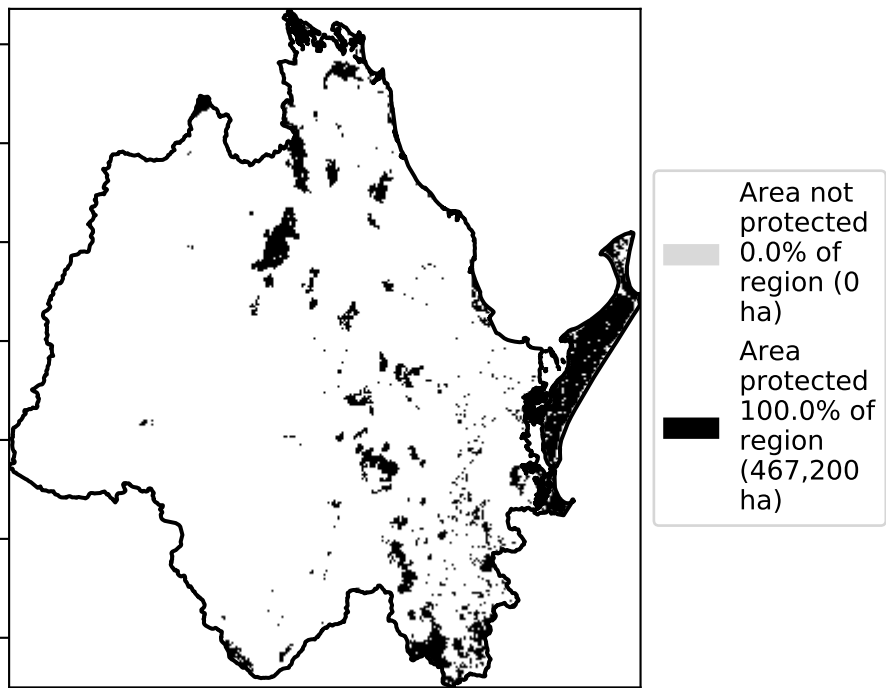 Area not
protected
0.0% of
region (0
ha)
Area
protected
100.0% of
region
(467,200
ha)